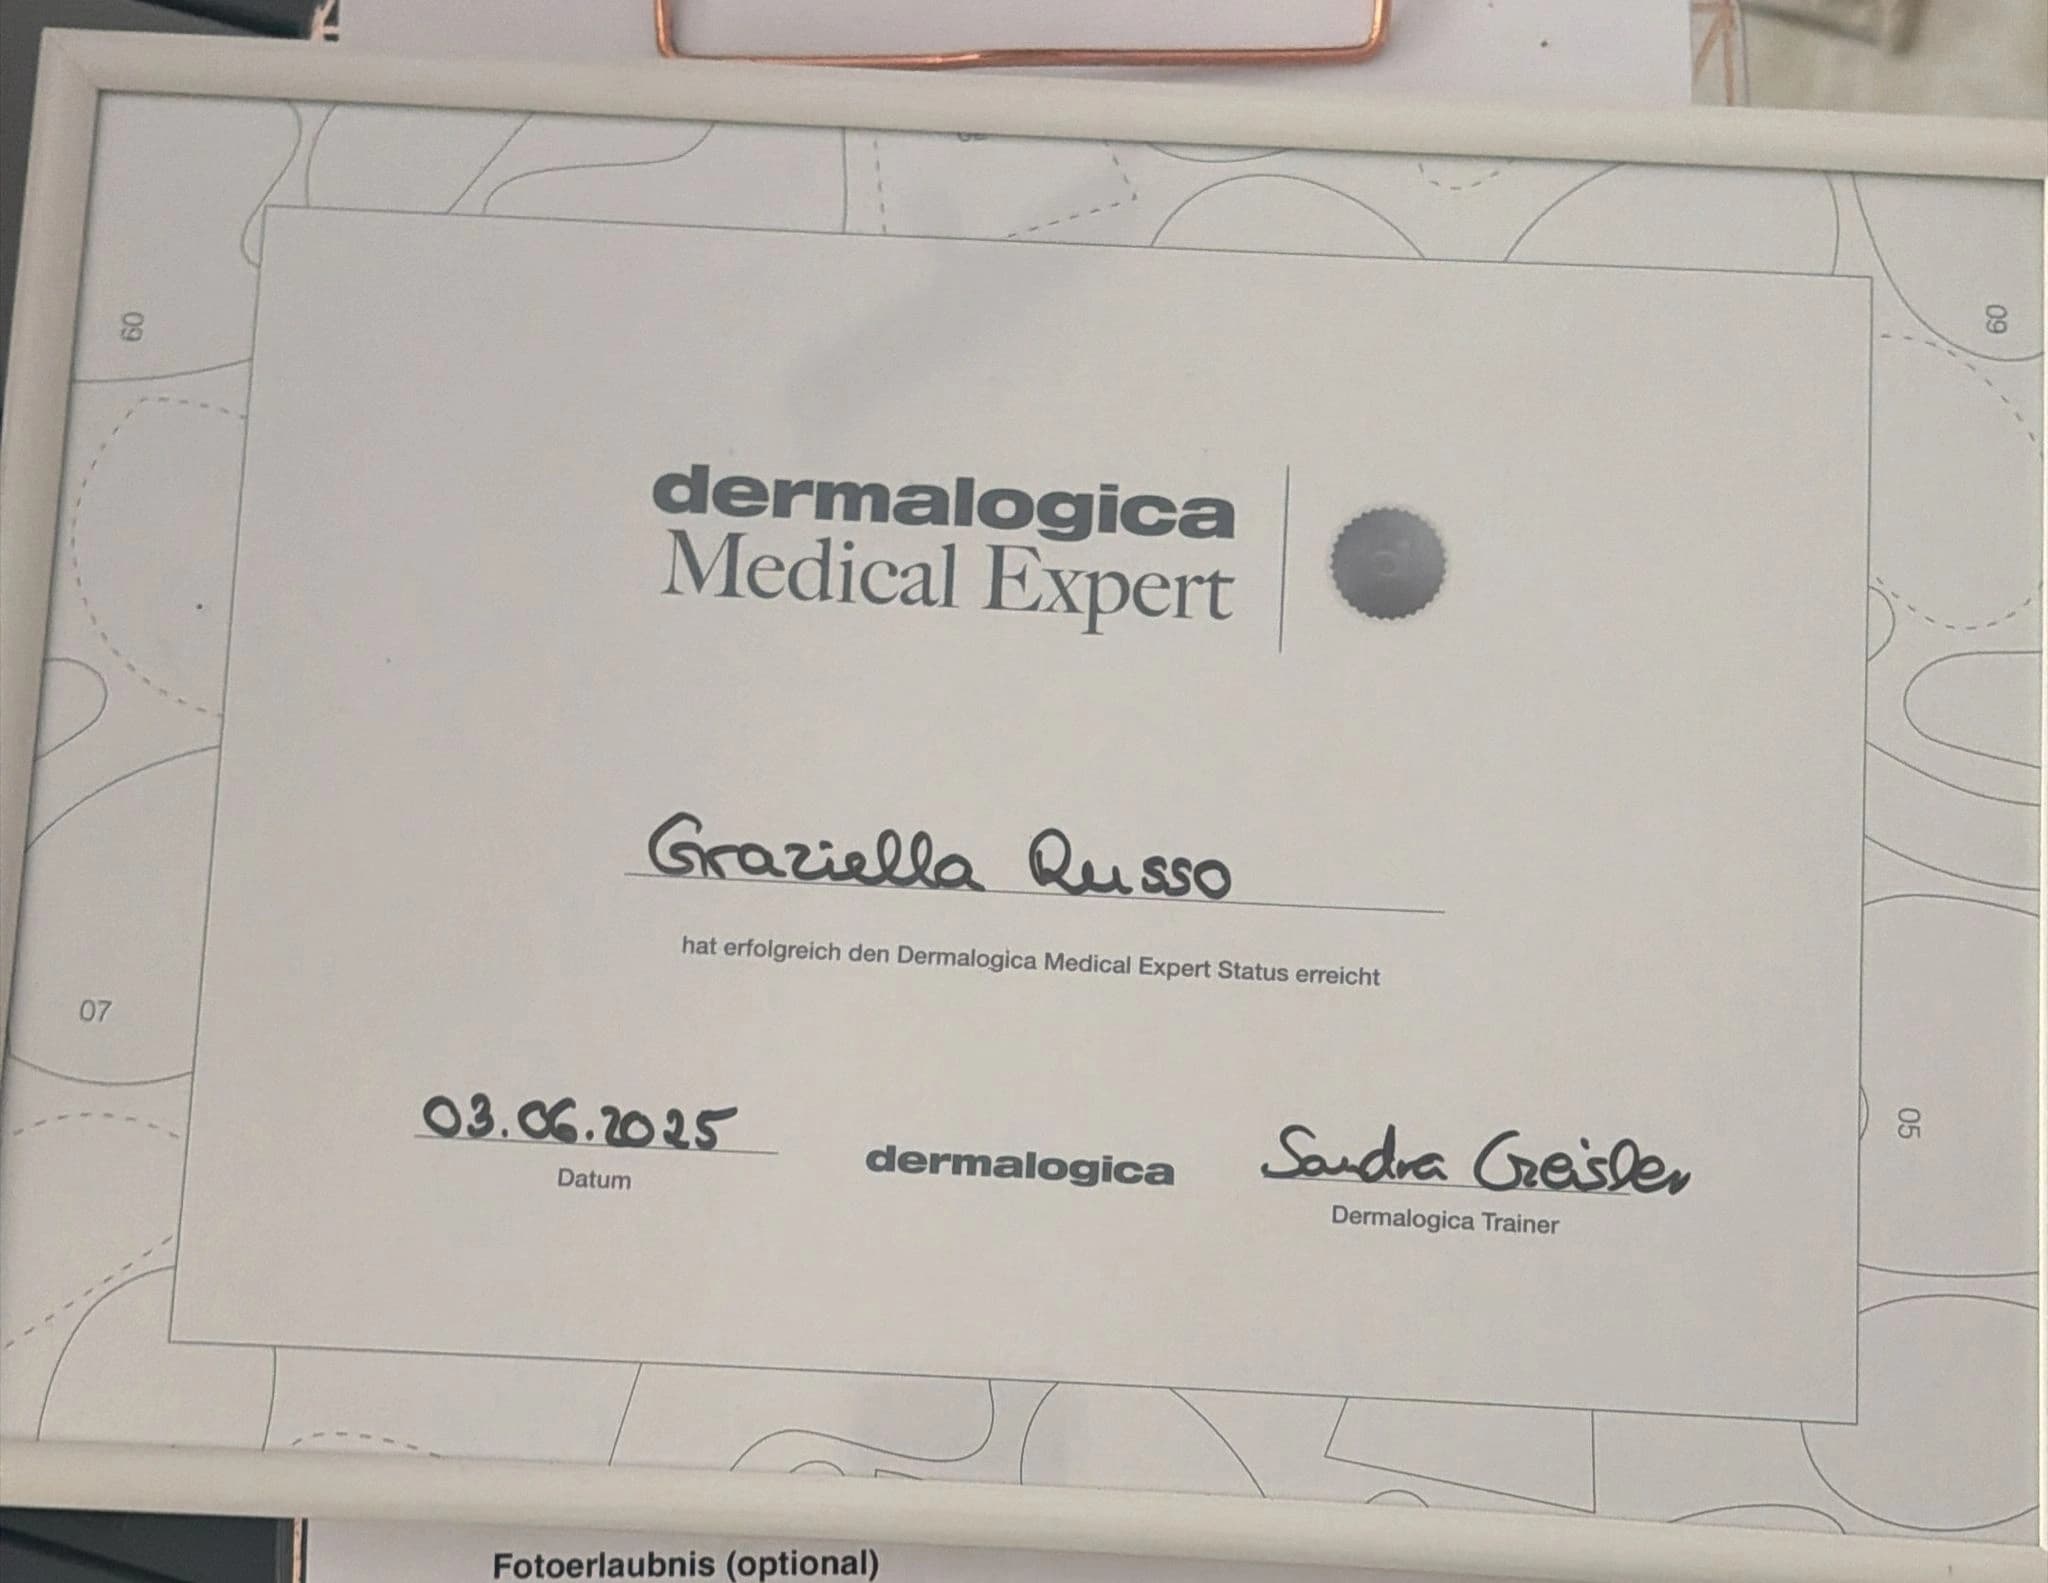 60
60
dermalogica
Medical Expert
Graziella Russo
hat erfolgreich den Dermalogica Medical Expert Status erreicht
07
03.06.2025
Datum
dermalogica
Sandra Geisler
Dermalogica Trainer
05
Fotoerlaubnis (optional)